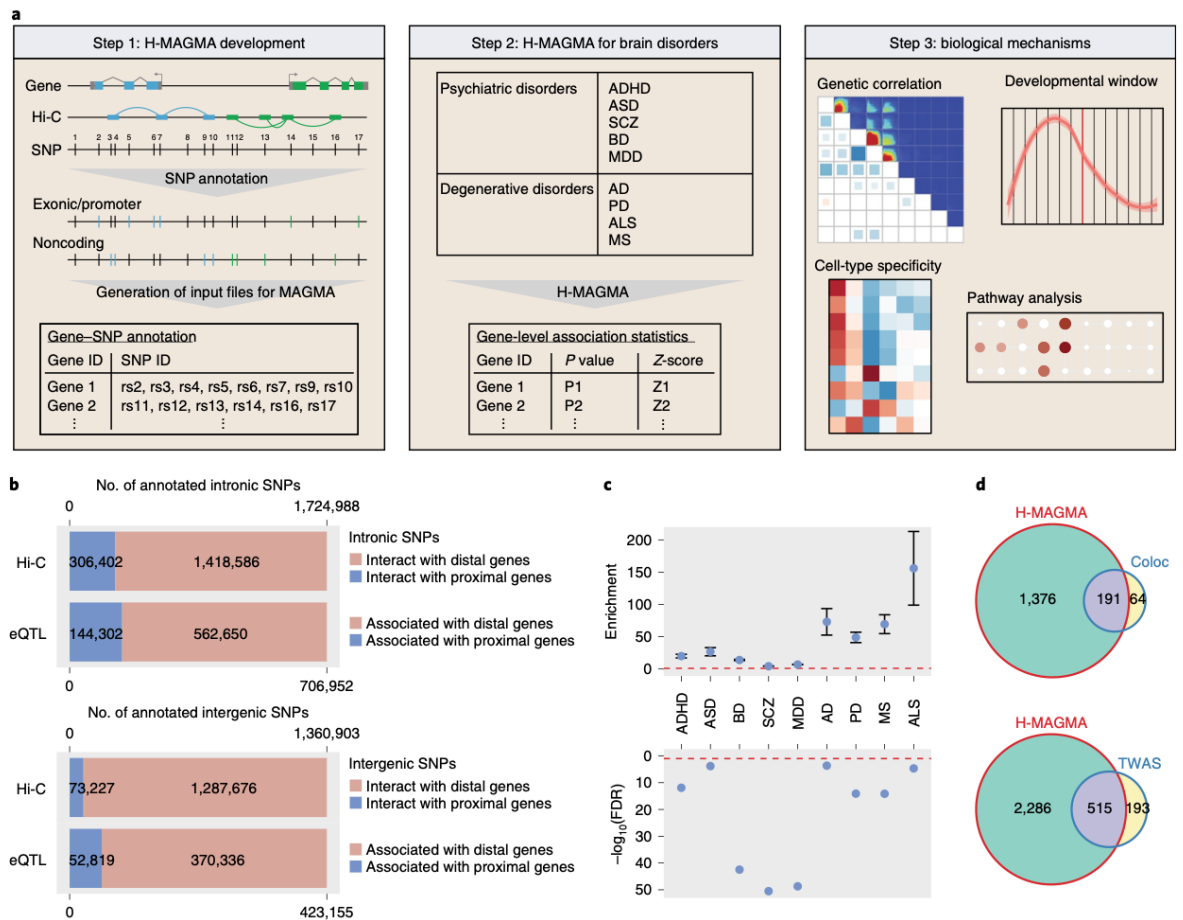 a
Step 1: H-MAGMA development
Gene
Hi-C
1 2 3 4 5 6 7 8 9 10 11 12 13 14 15 16 17
SNP
SNP annotation
Exonic/promoter
Noncoding
Generation of input files for MAGMA
Gene–SNP annotation
Gene ID SNP ID
Gene 1 rs2, rs3, rs4, rs5, rs6, rs7, rs9, rs10
Gene 2 rs11, rs12, rs13, rs14, rs16, rs17
⋮ ⋮
Step 2: H-MAGMA for brain disorders
Psychiatric disorders ADHD
ASD
SCZ
BD
MDD
Degenerative disorders AD
PD
ALS
MS
H-MAGMA
Gene-level association statistics
Gene ID P value Z-score
Gene 1 P1 Z1
Gene 2 P2 Z2
⋮ ⋮ ⋮
Step 3: biological mechanisms
Genetic correlation
Developmental window
Cell-type specificity
Pathway analysis
b
No. of annotated intronic SNPs
0 1,724,988
Hi-C 306,402 1,418,586
eQTL 144,302 562,650
0 706,952
Intronic SNPs
Interact with distal genes
Interact with proximal genes
Associated with distal genes
Associated with proximal genes
No. of annotated intergenic SNPs
0 1,360,903
Hi-C 73,227 1,287,676
eQTL 52,819 370,336
0 423,155
Intergenic SNPs
Interact with distal genes
Interact with proximal genes
Associated with distal genes
Associated with proximal genes
c
Enrichment
200
150
100
50
0
ADHD ASD BD SCZ MDD AD PD MS ALS
–log10(FDR)
0
10
20
30
40
50
d
H-MAGMA
Coloc
1,376 191 64
H-MAGMA
TWAS
2,286 515 193